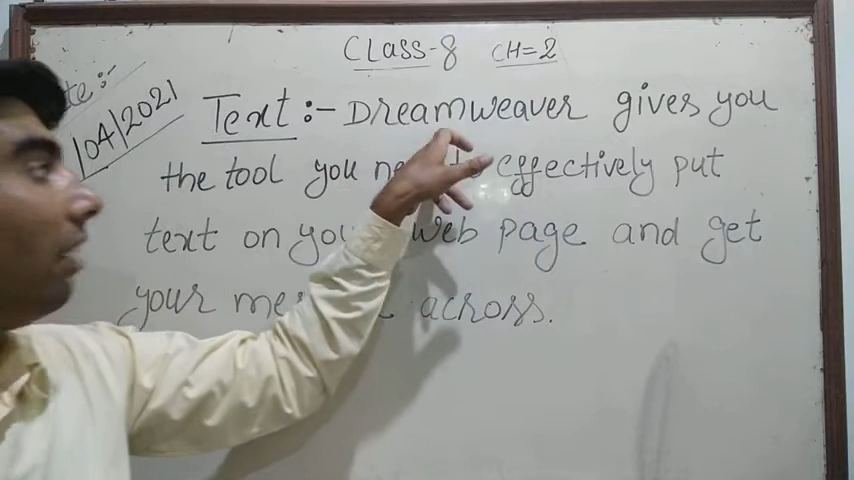 CLASS-8 CH=2
te:-
/04/2021
Text:- Dreamweaver gives you
the tool you effectively put
text on web page and get
your across.